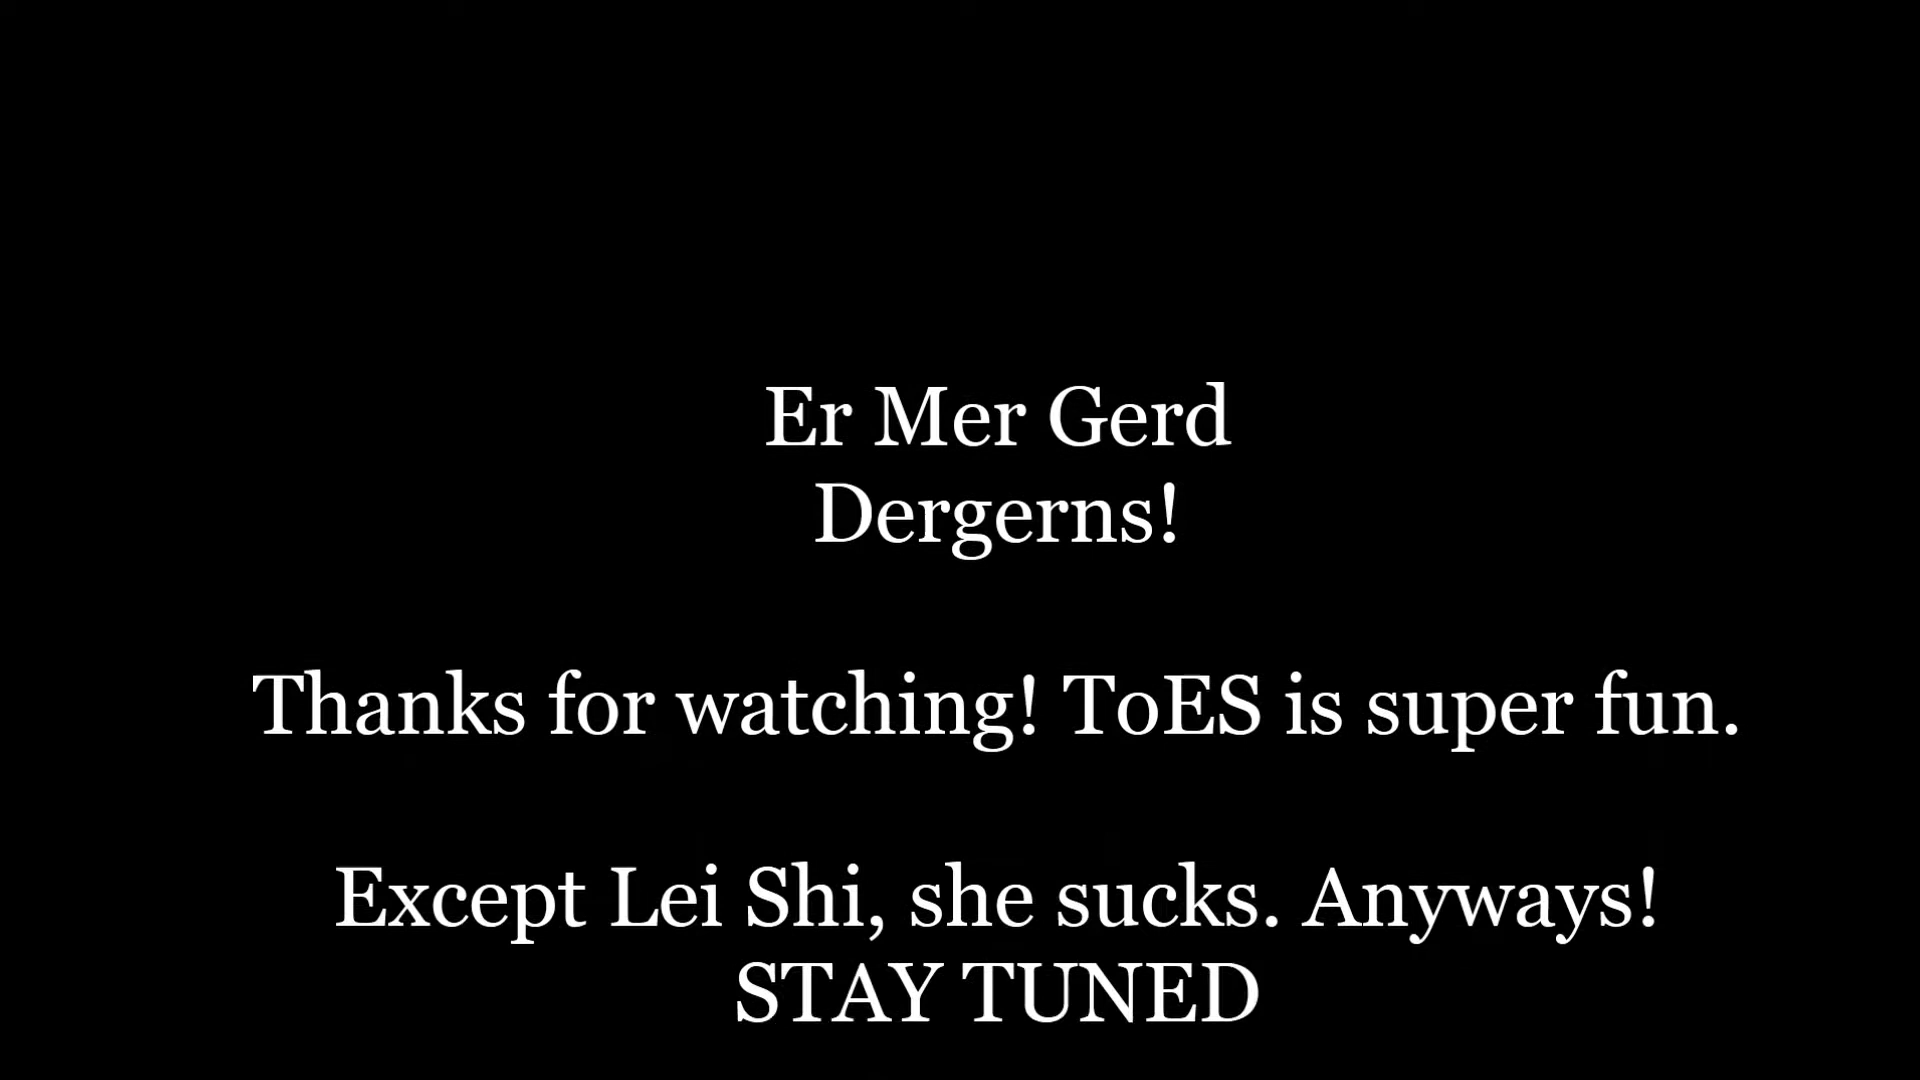 Er Mer Gerd
Dergerns!
Thanks for watching! ToES is super fun.
Except Lei Shi, she sucks. Anyways!
STAY TUNED